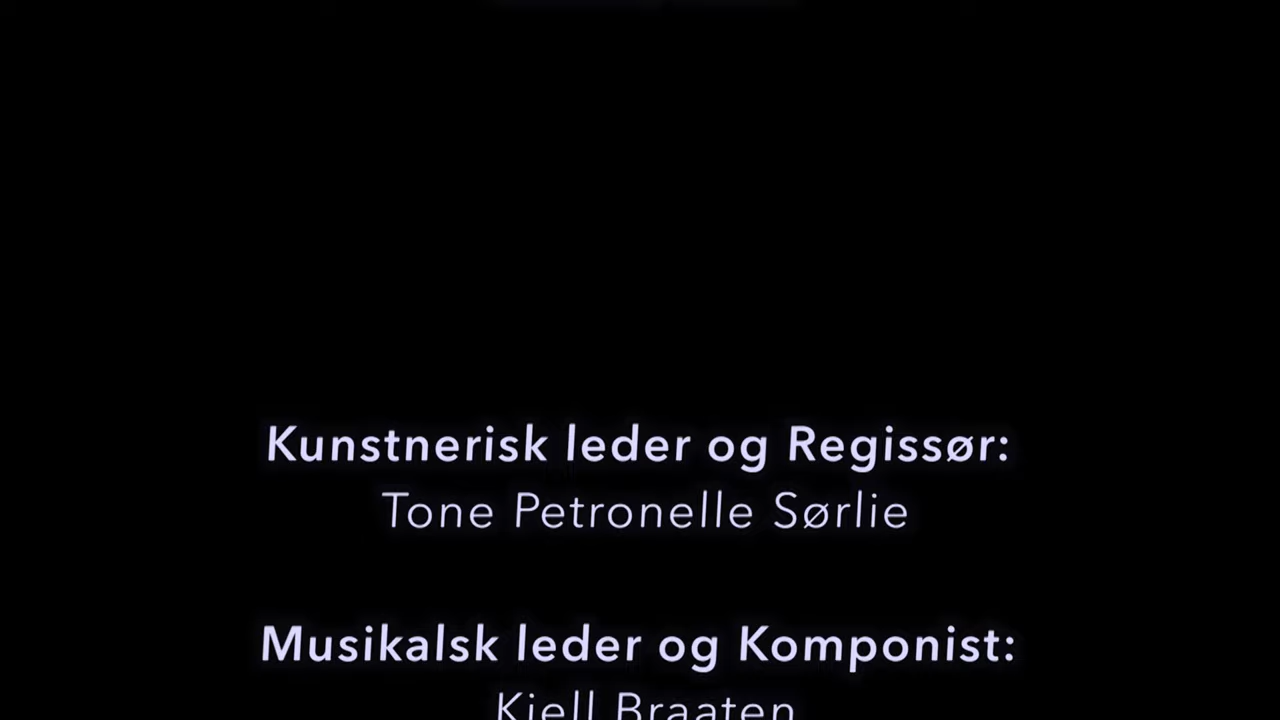 Kunstnerisk leder og Regissør:
Tone Petronelle Sørlie
Musikalsk leder og Komponist:
Kjell Braaten